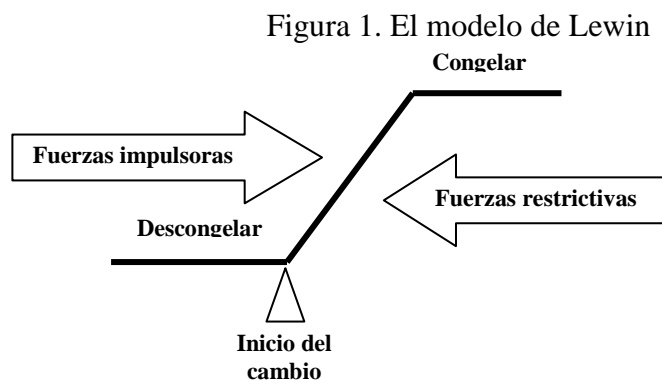 Figura 1. El modelo de Lewin
Congelar
Fuerzas impulsoras
Fuerzas restrictivas
Descongelar
Inicio del
cambio